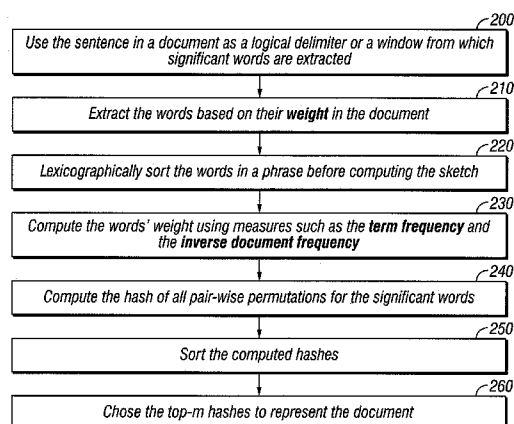 200
Use the sentence in a document as a logical delimiter or a window from which
significant words are extracted
210
Extract the words based on their weight in the document
220
Lexicographically sort the words in a phrase before computing the sketch
230
Compute the words' weight using measures such as the term frequency and
the inverse document frequency
240
Compute the hash of all pair-wise permutations for the significant words
250
Sort the computed hashes
260
Chose the top-m hashes to represent the document